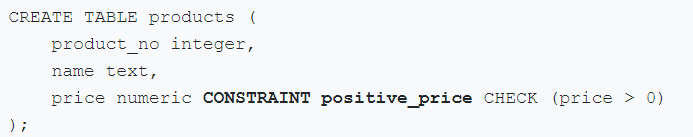 CREATE TABLE products (
    product_no integer,
    name text,
    price numeric CONSTRAINT positive_price CHECK (price > 0)
);